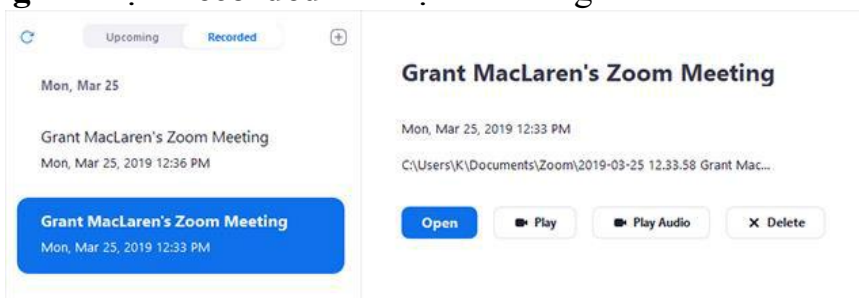 Upcoming Recorded
Mon, Mar 25
Grant MacLaren's Zoom Meeting
Mon, Mar 25, 2019 12:36 PM
Grant MacLaren's Zoom Meeting
Mon, Mar 25, 2019 12:33 PM
Grant MacLaren's Zoom Meeting
Mon, Mar 25, 2019 12:33 PM
C:\Users\K\Documents\Zoom\2019-03-25 12.33.58 Grant Mac...
Open Play Play Audio Delete